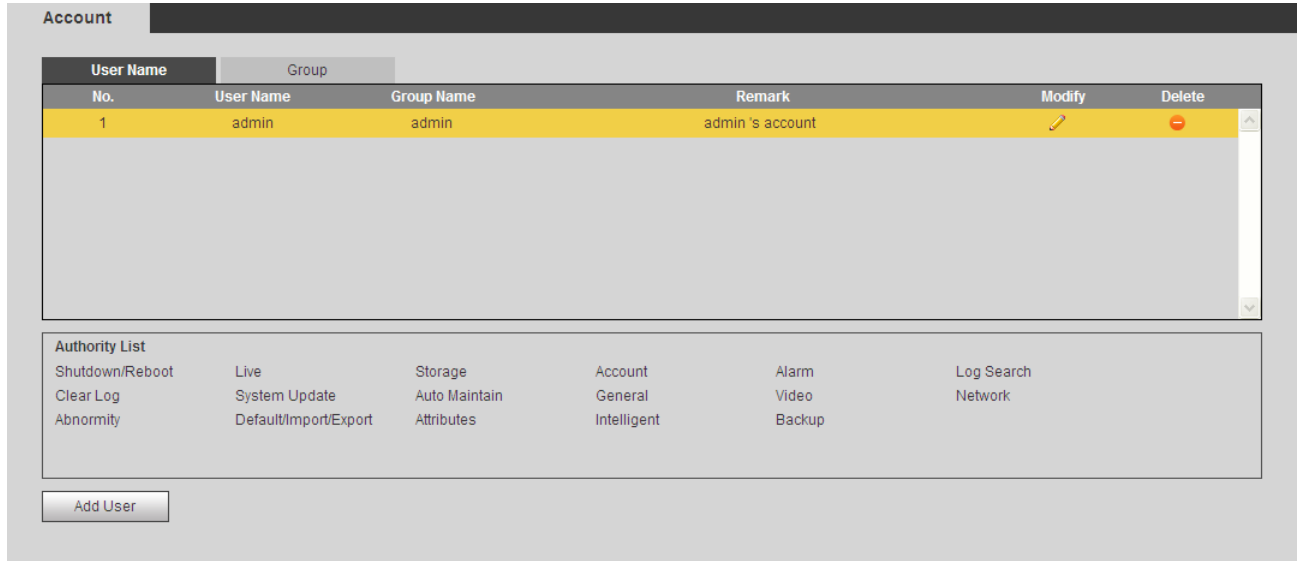 Account
User Name Group
No. User Name Group Name Remark Modify Delete
1 admin admin admin 's account
Authority List
Shutdown/Reboot Live Storage Account Alarm Log Search
Clear Log System Update Auto Maintain General Video Network
Abnormity Default/Import/Export Attributes Intelligent Backup
Add User